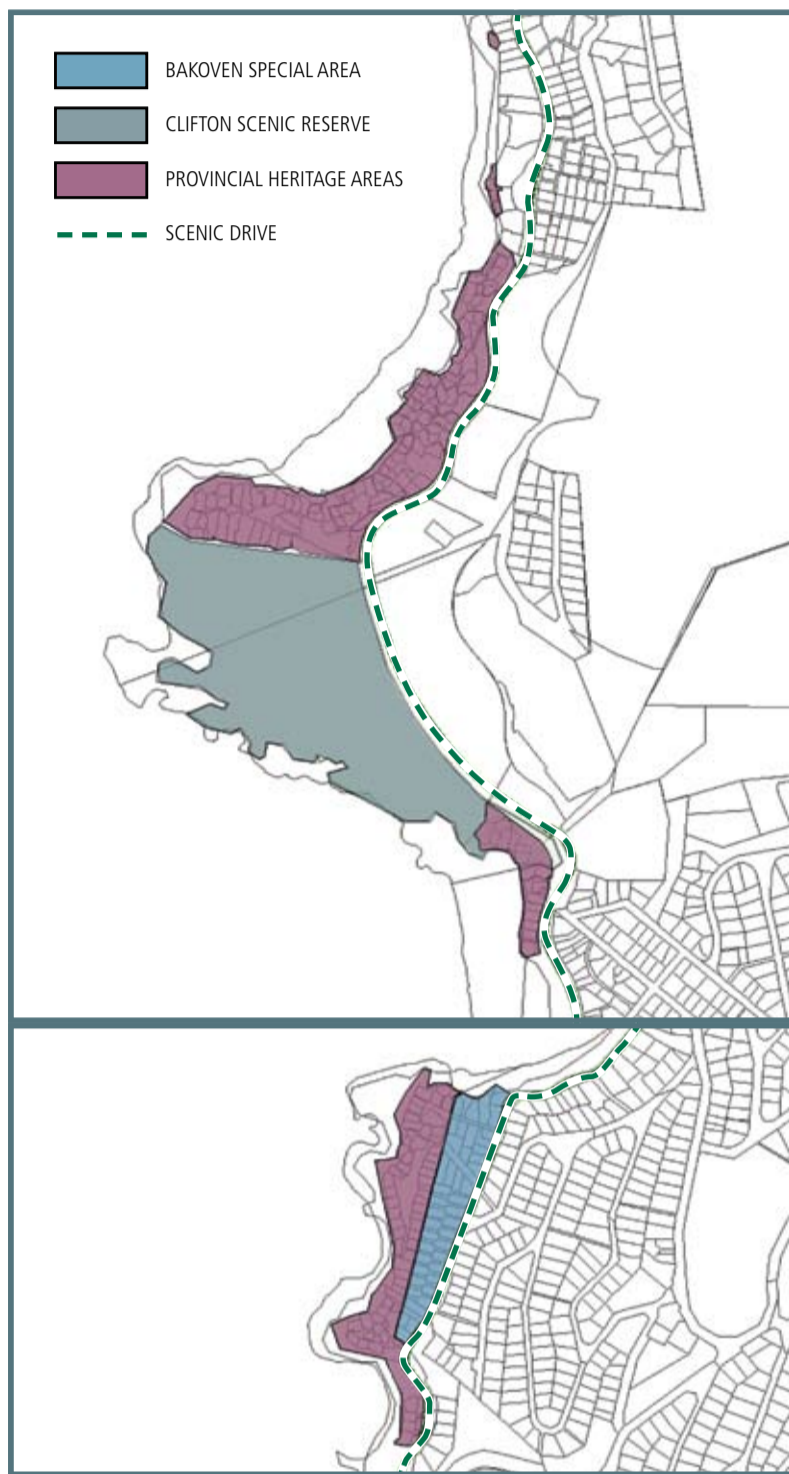 BAKOVEN SPECIAL AREA
CLIFTON SCENIC RESERVE
PROVINCIAL HERITAGE AREAS
SCENIC DRIVE